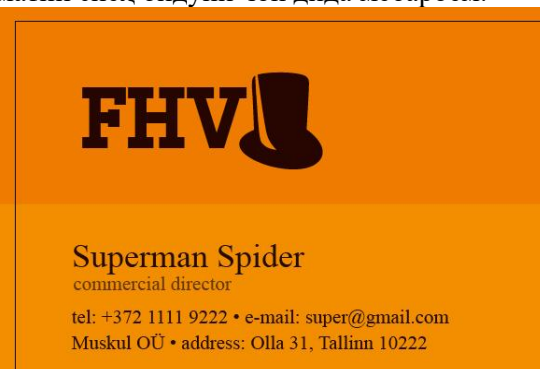 FHV
Superman Spider
commercial director
tel: +372 1111 9222 • e-mail: super@gmail.com
Muskul OÜ • address: Olla 31, Tallinn 10222